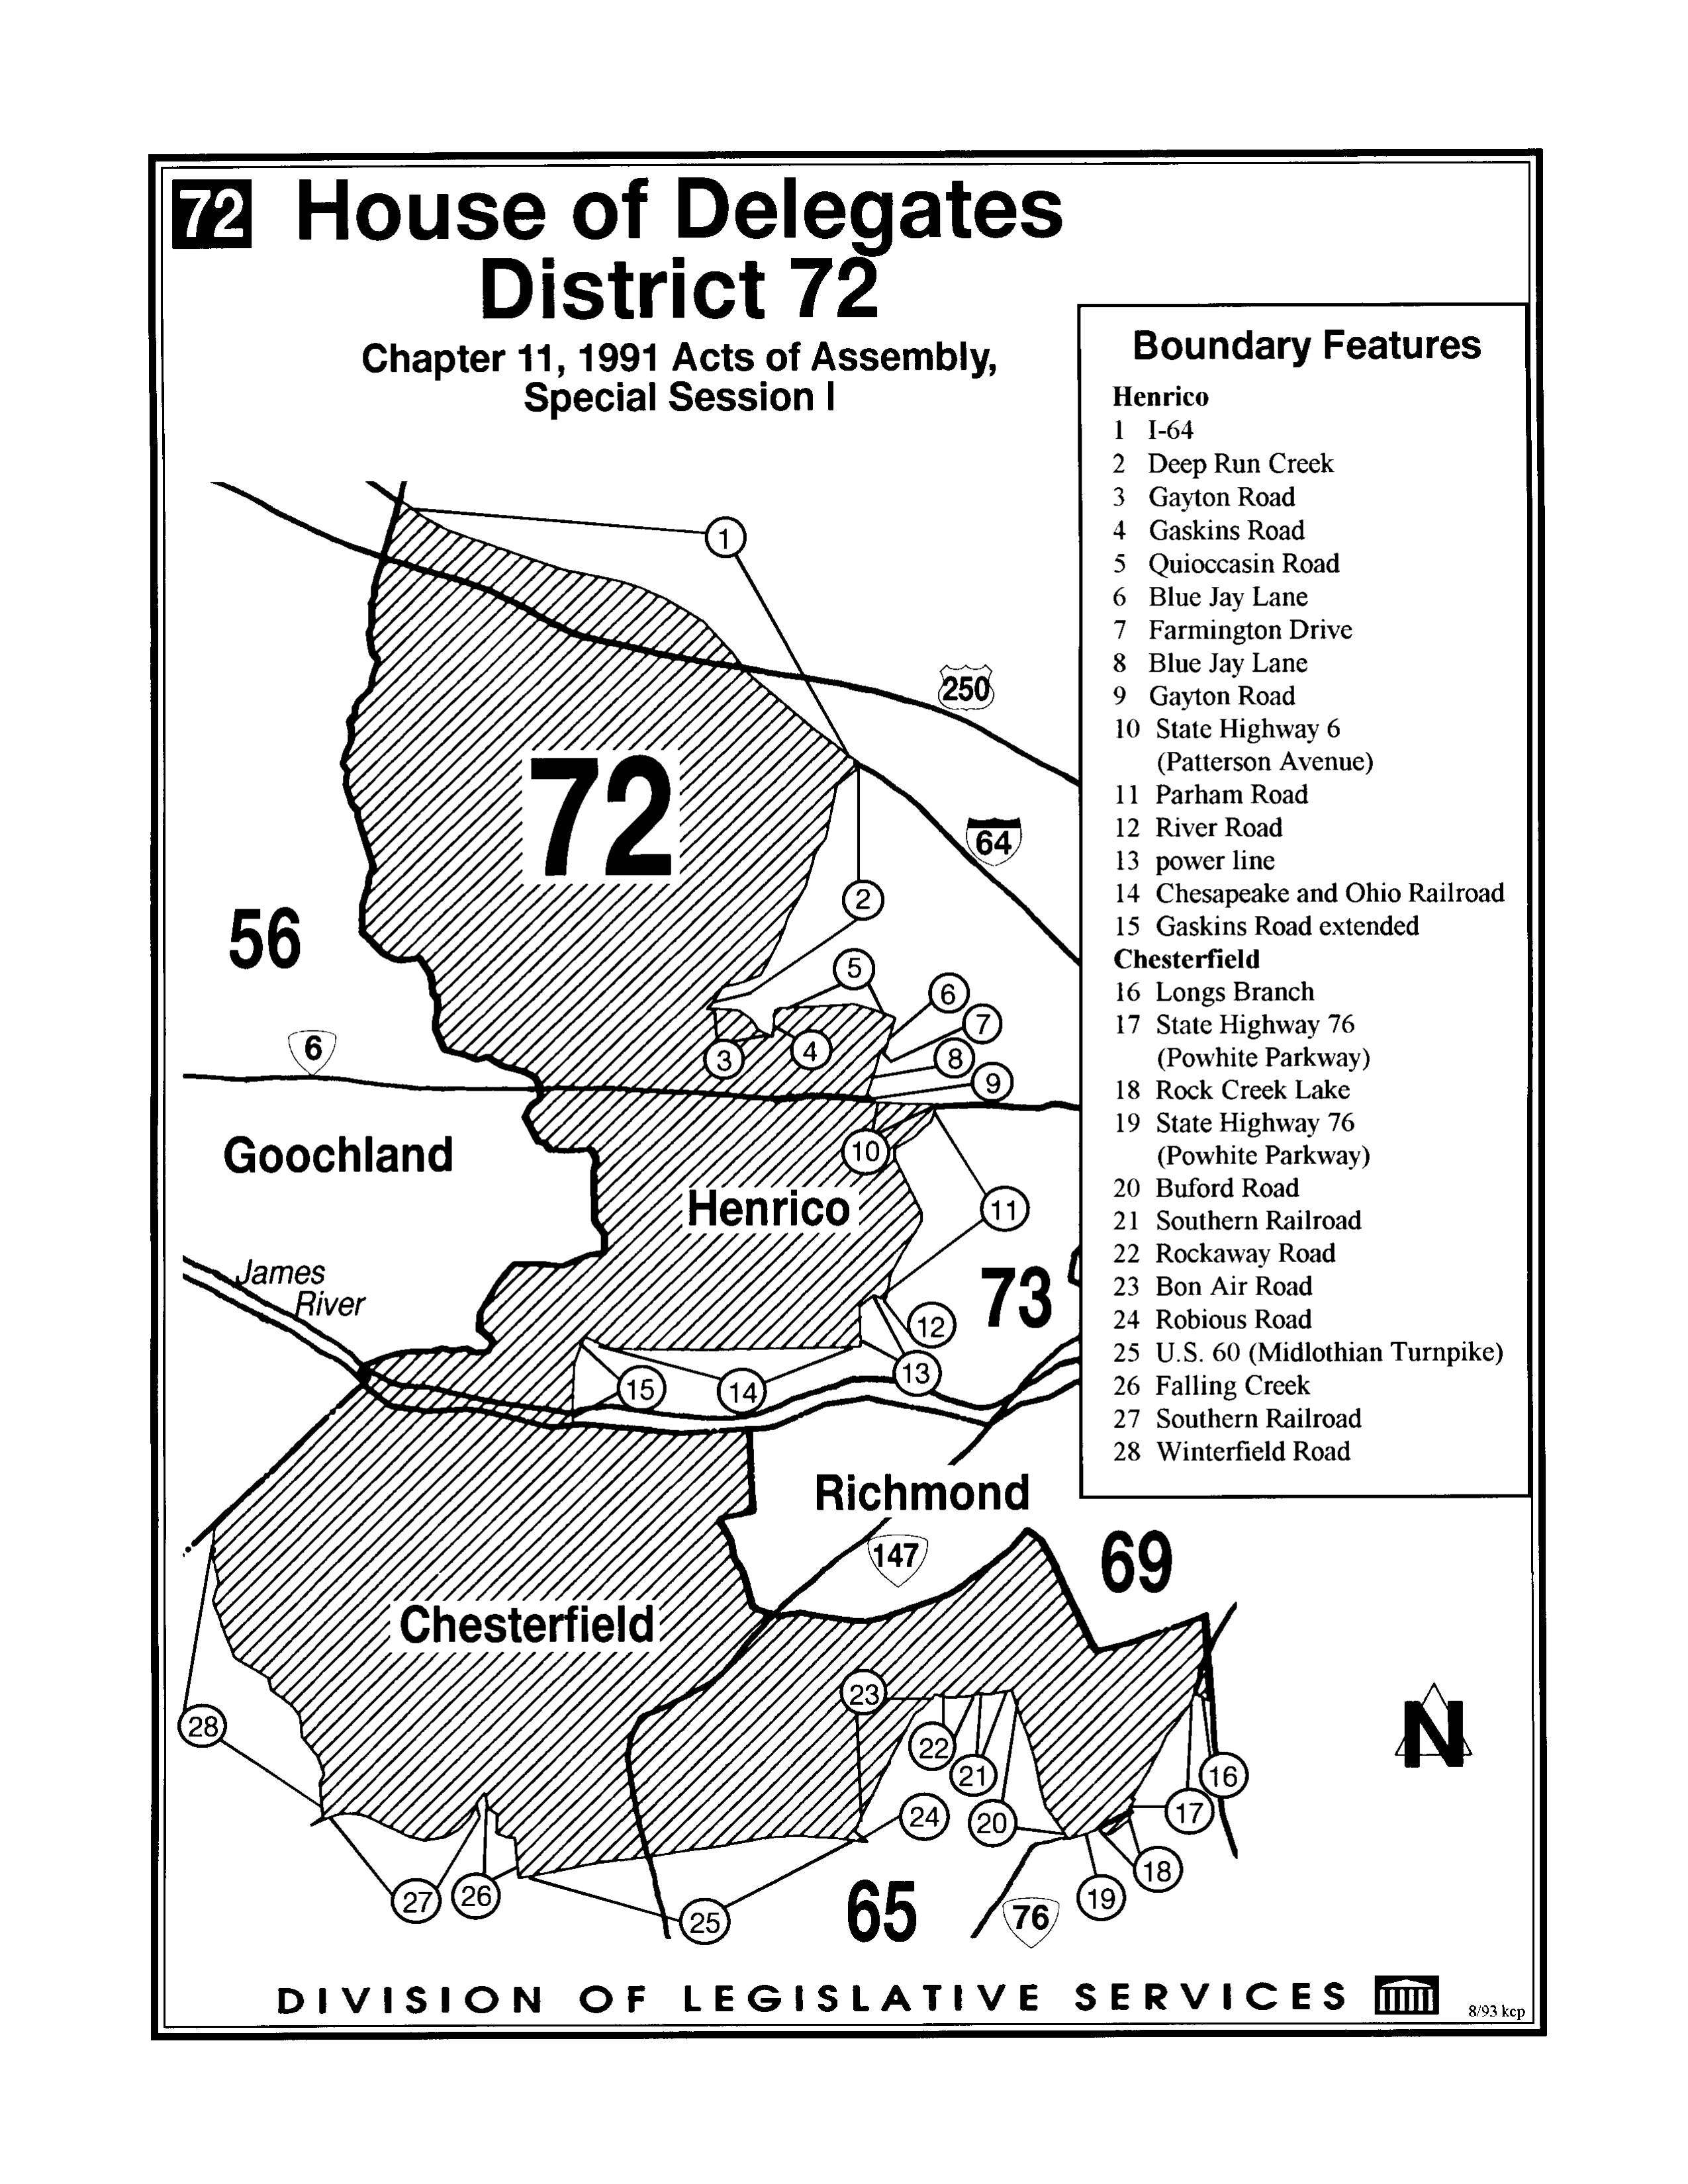 72 House of Delegates
District 72
Chapter 11, 1991 Acts of Assembly,
Special Session I
Boundary Features
Henrico
1 I-64
2 Deep Run Creek
3 Gayton Road
4 Gaskins Road
5 Quioccasin Road
6 Blue Jay Lane
7 Farmington Drive
8 Blue Jay Lane
9 Gayton Road
10 State Highway 6
(Patterson Avenue)
11 Parham Road
12 River Road
13 power line
14 Chesapeake and Ohio Railroad
15 Gaskins Road extended
Chesterfield
16 Longs Branch
17 State Highway 76
(Powhite Parkway)
18 Rock Creek Lake
19 State Highway 76
(Powhite Parkway)
20 Buford Road
21 Southern Railroad
22 Rockaway Road
23 Bon Air Road
24 Robious Road
25 U.S. 60 (Midlothian Turnpike)
26 Falling Creek
27 Southern Railroad
28 Winterfield Road
1
250
72
64
2
56
5
6
7
3
4
8
6
9
10
Goochland
Henrico
11
James
River
73
12
13
15
14
Richmond
147
69
Chesterfield
23
28
22
21
16
24
20
17
18
27
26
19
25
65
76
N
DIVISION OF LEGISLATIVE SERVICES
8/93 kcp